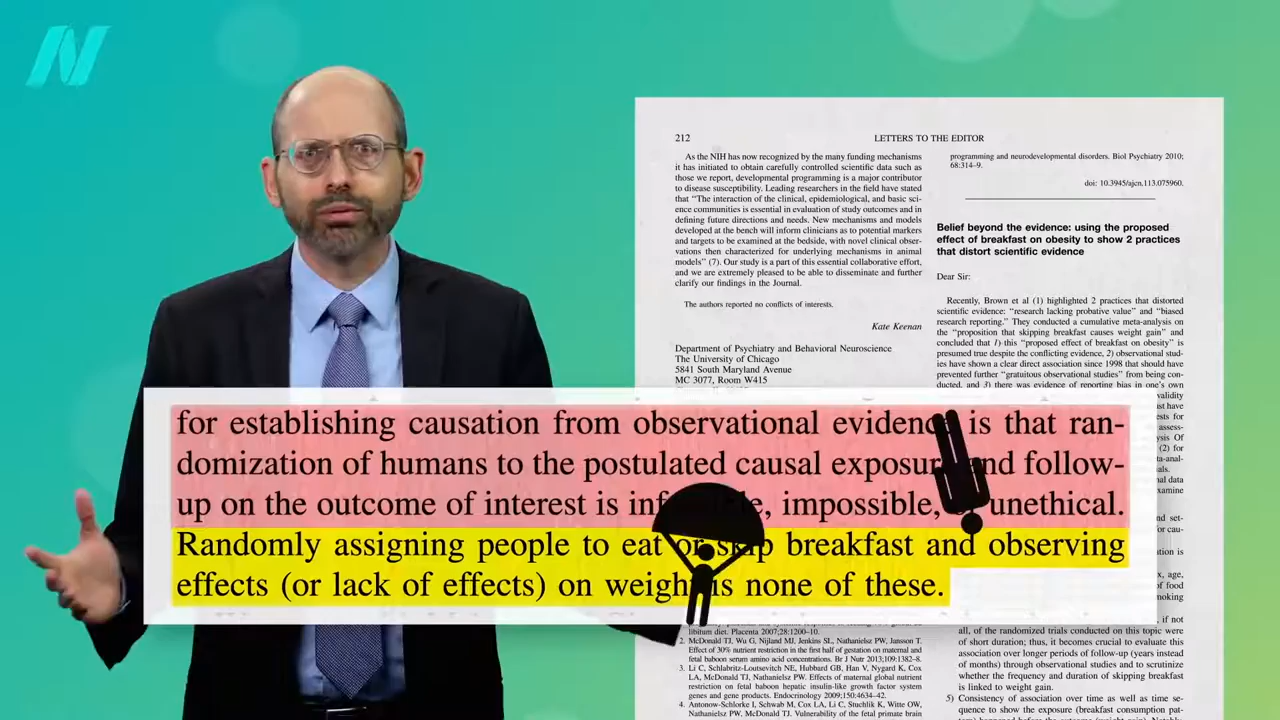 N
212
LETTERS TO THE EDITOR
As the NIH has now recognized by the many funding mechanisms
it has initiated to obtain carefully controlled scientific data such as
those we report, developmental programming is a major contributor
to disease susceptibility. Leading researchers in the field have stated
that “The interaction of the clinical, epidemiological, and basic sci-
ence communities is essential in evaluation of study outcomes and in
defining future directions and needs. New mechanisms and models
developed at the bench will inform clinicians as to potential markers
and targets to be examined at the bedside, with novel clinical obser-
vations then characterized for underlying mechanisms in animal
models” (7). Our study is a part of this essential collaborative effort,
and we are extremely pleased to be able to disseminate and further
clarify our findings in the Journal.
The authors reported no conflicts of interest.
Kate Keenan
Department of Psychiatry and Behavioral Neuroscience
The University of Chicago
5841 South Maryland Avenue
MC 3077, Room W415
programming and neurodevelopmental disorders. Biol Psychiatry 2010;
68:314–9.
doi: 10.3945/ajcn.113.075960.
Belief beyond the evidence: using the proposed
effect of breakfast on obesity to show 2 practices
that distort scientific evidence
Dear Sir:
Recently, Brown et al (1) highlighted 2 practices that distorted
scientific evidence: “research lacking probative value” and “biased
research reporting.” They conducted a cumulative meta-analysis on
the “proposition that skipping breakfast causes weight gain” and
concluded that 1) this “proposed effect of breakfast on obesity” is
presumed true despite the conflicting evidence, 2) observational stud-
ies have shown a clear direct association since 1998 that should have
prevented further “gratuitous observational studies” from being con-
ducted, and 3) there was evidence of reporting bias in one's own
for establishing causation from observational evidence is that ran-
domization of humans to the postulated causal exposure and follow-
up on the outcome of interest is impossible, unethical.
Randomly assigning people to eat or skip breakfast and observing
effects (or lack of effects) on weight is none of these.
libitum diet. Placenta 2007;28:1200–10.
2. McDonald TJ, Wu G, Nijland MJ, Jenkins SL, Nathanielsz PW, Jansson T.
Effect of 30% nutrient restriction in the first half of gestation on maternal and
fetal baboon serum amino acid concentrations. Br J Nutr 2013;109:1382–8.
3. Li C, Schlabritz-Loutsevitch NE, Hubbard GB, Han V, Nygard K, Cox
LA, McDonald TJ, Nathanielsz PW. Effects of maternal global nutrient
restriction on fetal baboon hepatic insulin-like growth factor system
genes and gene products. Endocrinology 2009;150:4634–42.
4. Antonow-Schlorke I, Schwab M, Cox LA, Li C, Stuchlik K, Witte OW,
Nathanielsz PW, McDonald TJ. Vulnerability of the fetal primate brain
if not
all, of the randomized trials conducted on this topic were
of short duration; thus, it becomes crucial to evaluate this
association over longer periods of follow-up (years instead
of months) through observational studies and to scrutinize
whether the frequency and duration of skipping breakfast
is linked to weight gain.
5) Consistency of association over time as well as time se-
quence to show the exposure (breakfast consumption pat-